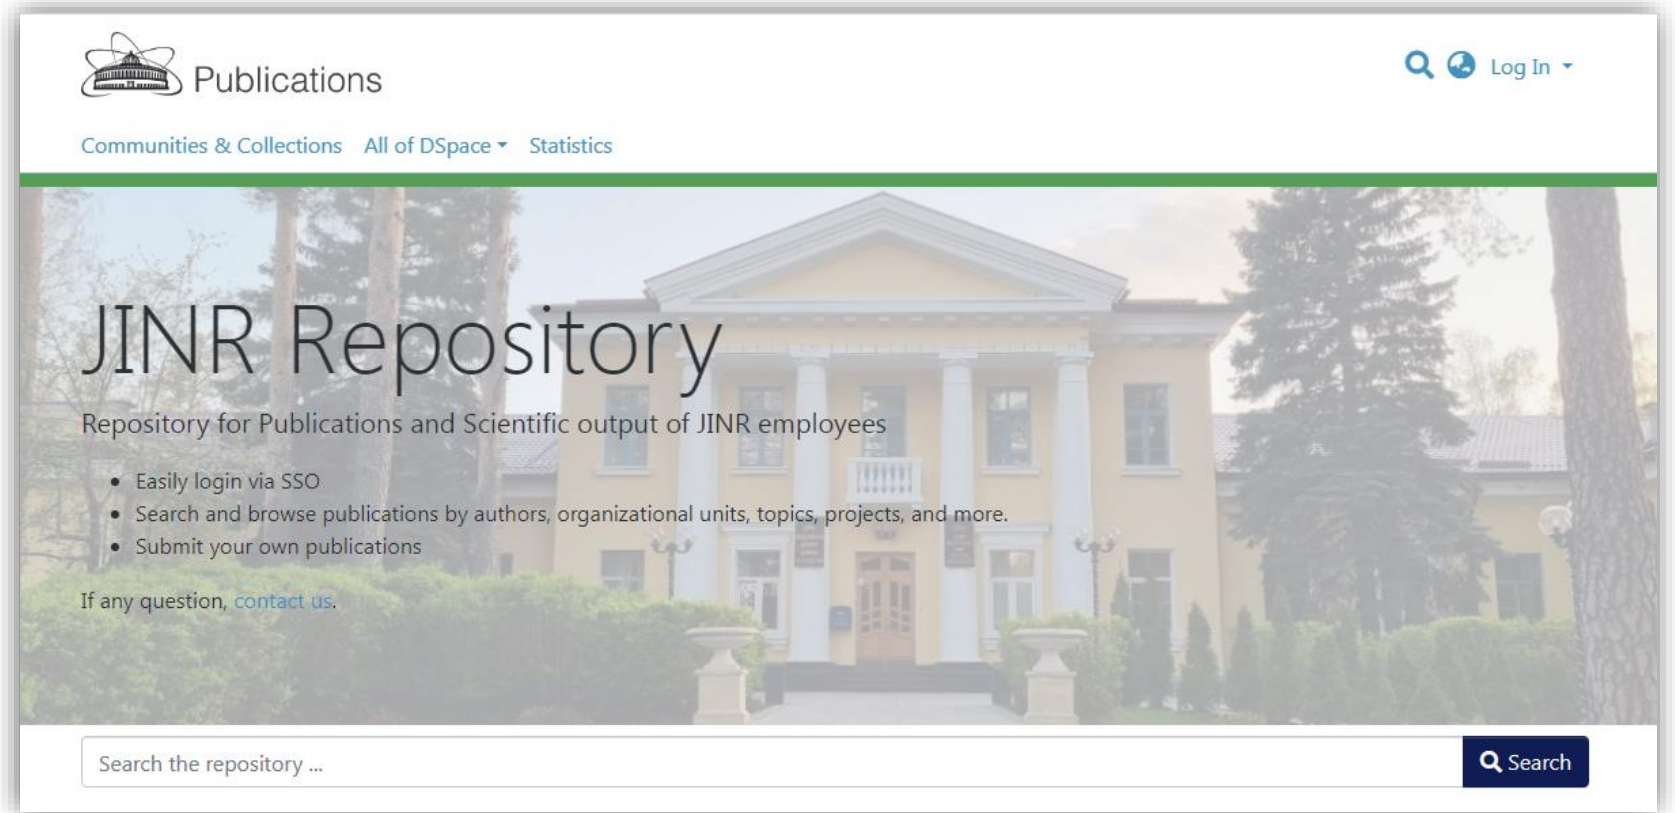 Publications
Log In
Communities & Collections All of DSpace Statistics
JINR Repository
Repository for Publications and Scientific output of JINR employees
Easily login via SSO
Search and browse publications by authors, organizational units, topics, projects, and more.
Submit your own publications
If any question, contact us.
Search the repository ...
Search